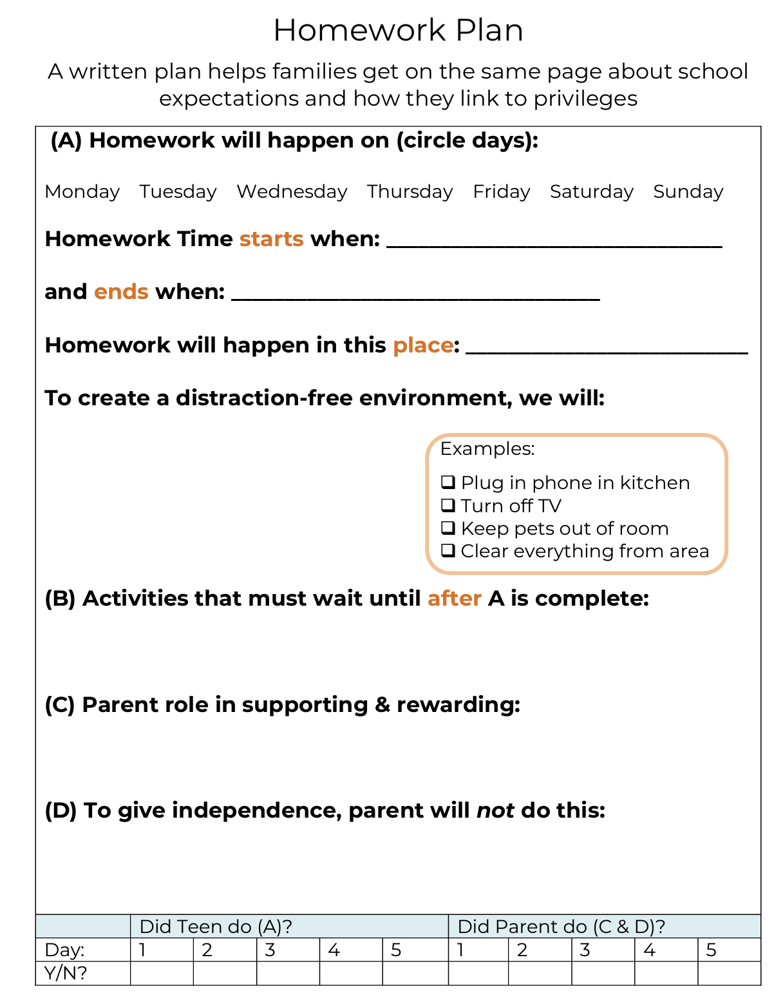 Homework Plan
A written plan helps families get on the same page about school
expectations and how they link to privileges
(A) Homework will happen on (circle days):
Monday Tuesday Wednesday Thursday Friday Saturday Sunday
Homework Time starts when: _______________________________
and ends when: __________________________________
Homework will happen in this place: __________________________
To create a distraction-free environment, we will:
Examples:
❑ Plug in phone in kitchen
❑ Turn off TV
❑ Keep pets out of room
❑ Clear everything from area
(B) Activities that must wait until after A is complete:
(C) Parent role in supporting & rewarding:
(D) To give independence, parent will not do this:
Did Teen do (A)? Did Parent do (C & D)?
Day: 1 2 3 4 5 1 2 3 4 5
Y/N?